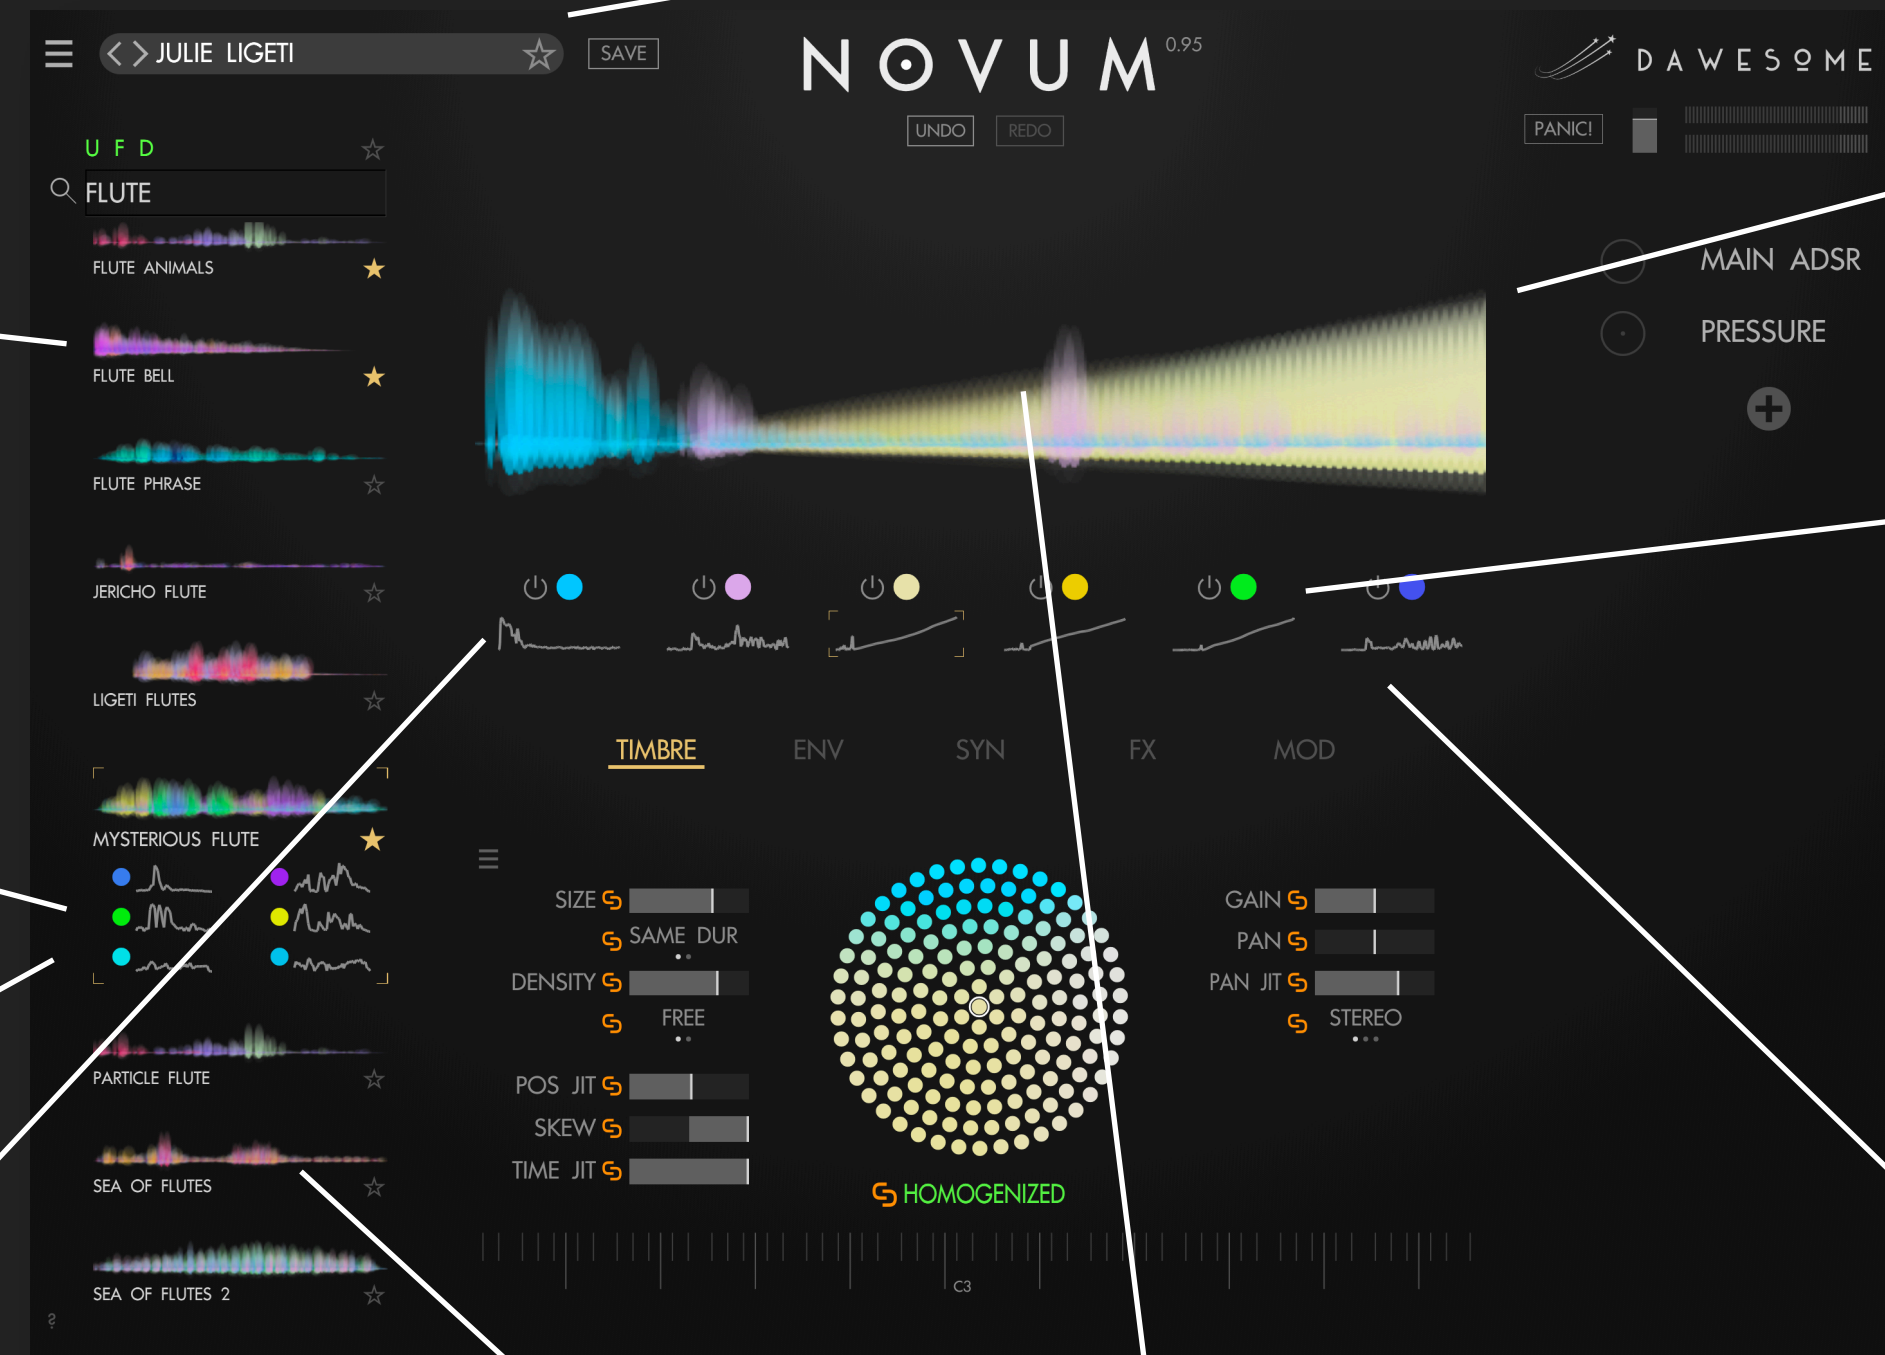 JULIE LIGETI
SAVE
NOVUM 0.95
DAWESOME
UNDO
REDO
PANIC!
U F D
FLUTE
FLUTE ANIMALS
FLUTE BELL
FLUTE PHRASE
JERICHO FLUTE
LIGETI FLUTES
MYSTERIOUS FLUTE
PARTICLE FLUTE
SEA OF FLUTES
SEA OF FLUTES 2
MAIN ADSR
PRESSURE
TIMBRE ENV SYN FX MOD
SIZE
SAME DUR
DENSITY
FREE
POS JIT
SKEW
TIME JIT
HOMOGENIZED
GAIN
PAN
PAN JIT
STEREO
C3
?